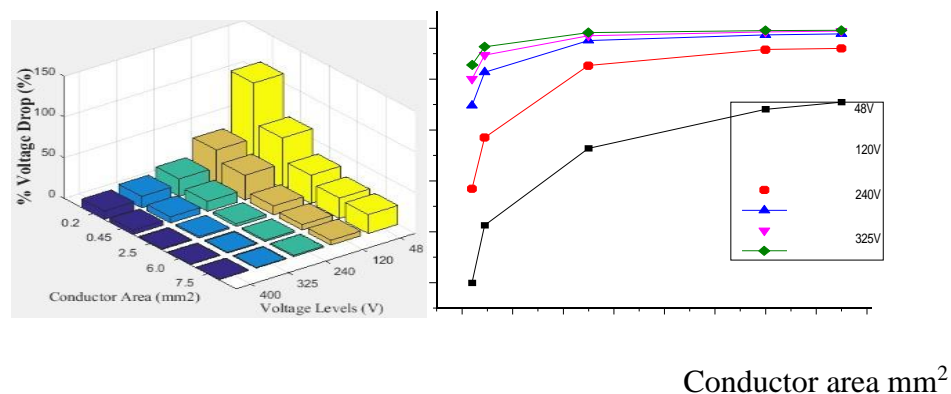 % Voltage Drop (%)
150
100
50
0
0.2
0.45
2.5
6.0
7.5
Conductor Area (mm2)
400
325
240
120
48
Voltage Levels (V)
48V
120V
240V
325V
Conductor area mm²